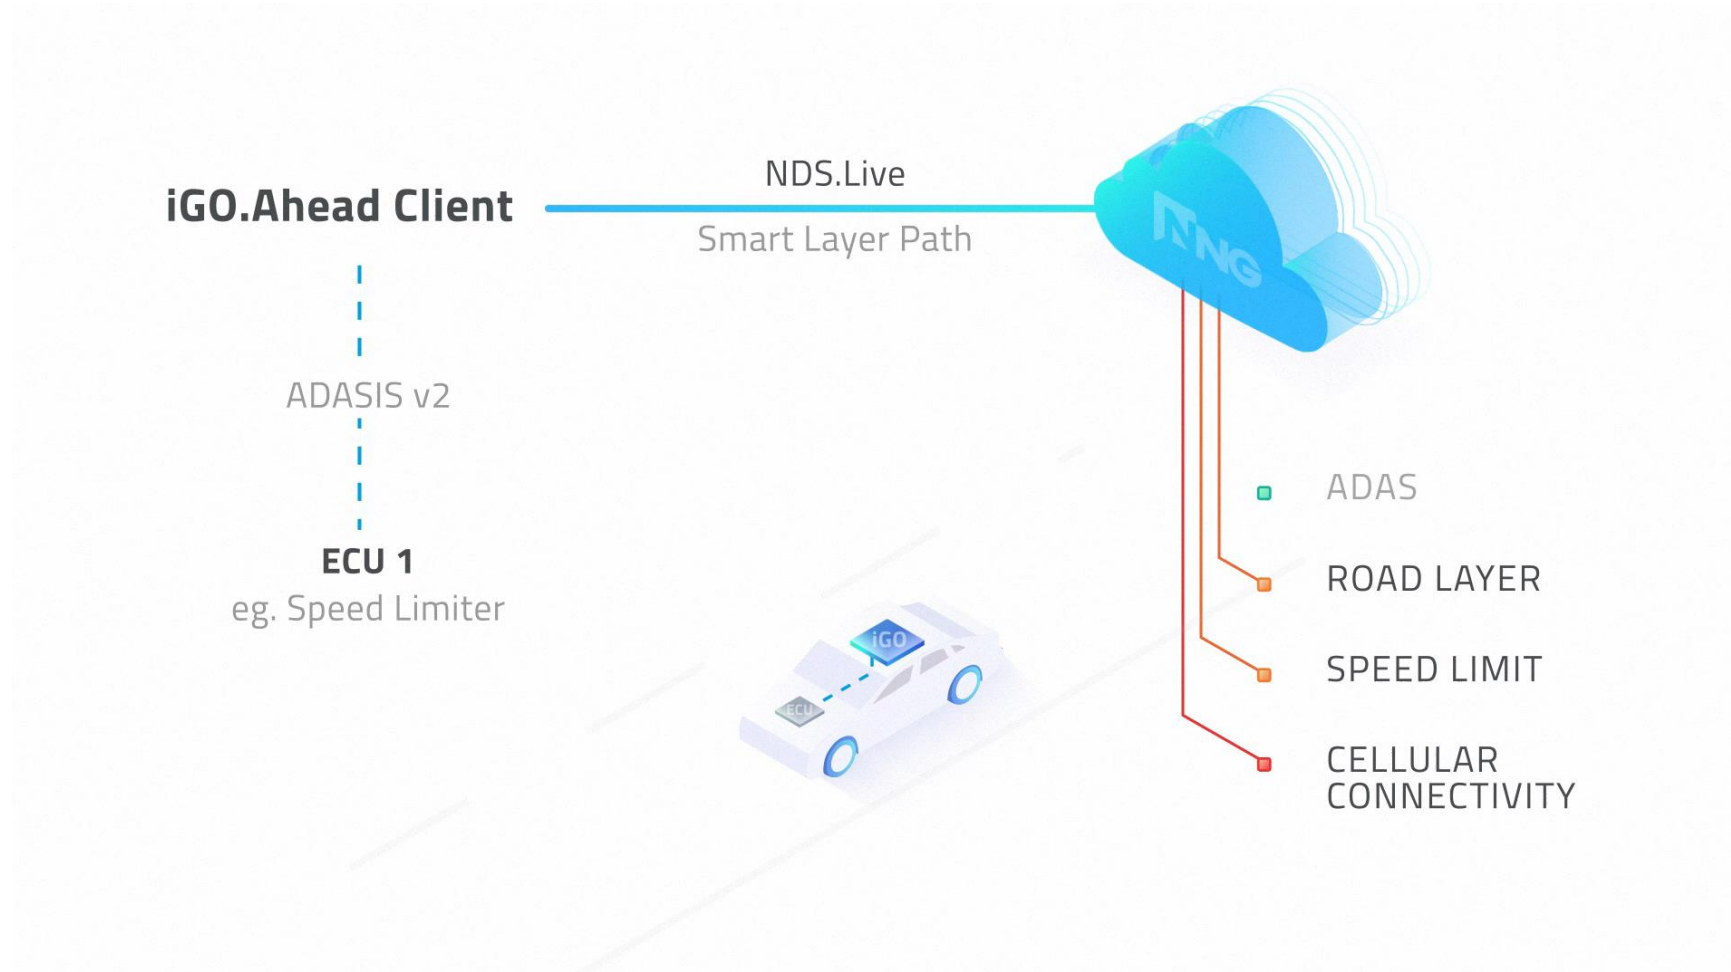 NDS.Live
iGO.Ahead Client
Smart Layer Path
NNG
ADASIS v2
ADAS
ECU 1
ROAD LAYER
eg. Speed Limiter
iGO
SPEED LIMIT
ECU
CELLULAR
CONNECTIVITY